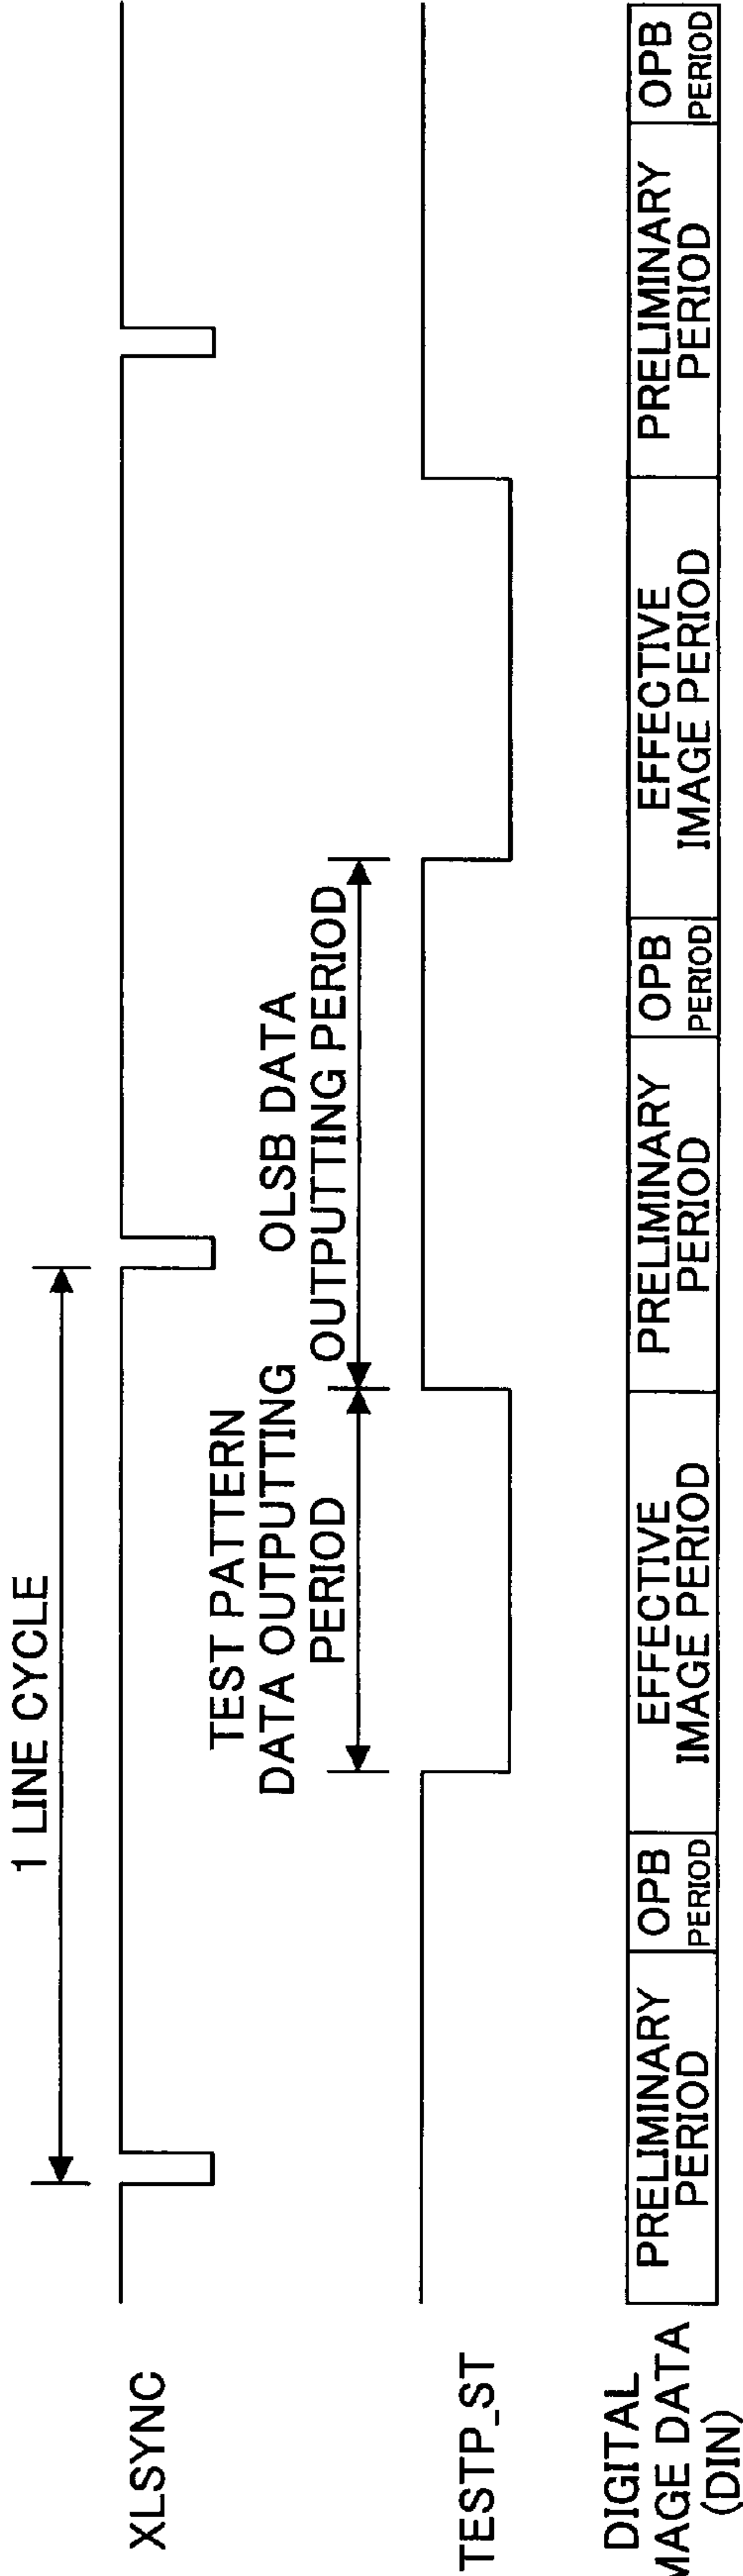 1 LINE CYCLE
XLSYNC
TEST PATTERN
DATA OUTPUTTING
PERIOD
OLSB DATA
OUTPUTTING PERIOD
TESTP_ST
DIGITAL
MAGE DATA
(DIN)
PRELIMINARY
PERIOD
OPB
PERIOD
EFFECTIVE
IMAGE PERIOD
PRELIMINARY
PERIOD
OPB
PERIOD
EFFECTIVE
IMAGE PERIOD
PRELIMINARY
PERIOD
OPB
PERIOD